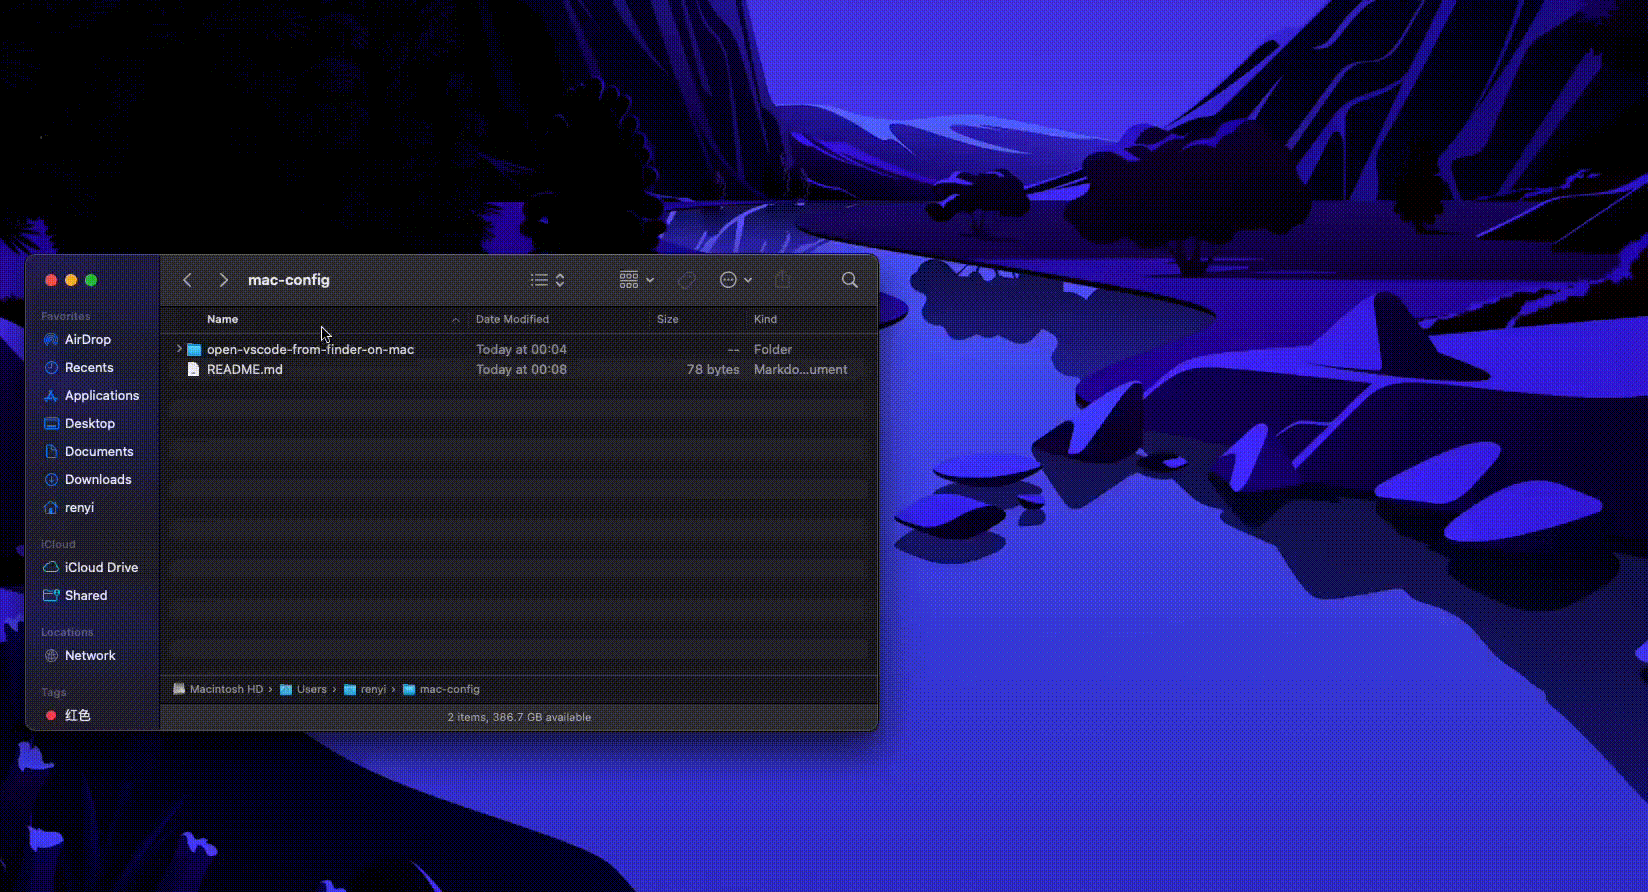 mac-config
Favorites
AirDrop
Recents
Applications
Desktop
Documents
Downloads
renyi
iCloud
iCloud Drive
Shared
Locations
Network
Tags
红色
Name Date Modified Size Kind
open-vscode-from-finder-on-mac Today at 00:04 -- Folder
README.md Today at 00:08 78 bytes Markdo...ument
Macintosh HD › Users › renyi › mac-config
2 items, 386.7 GB available